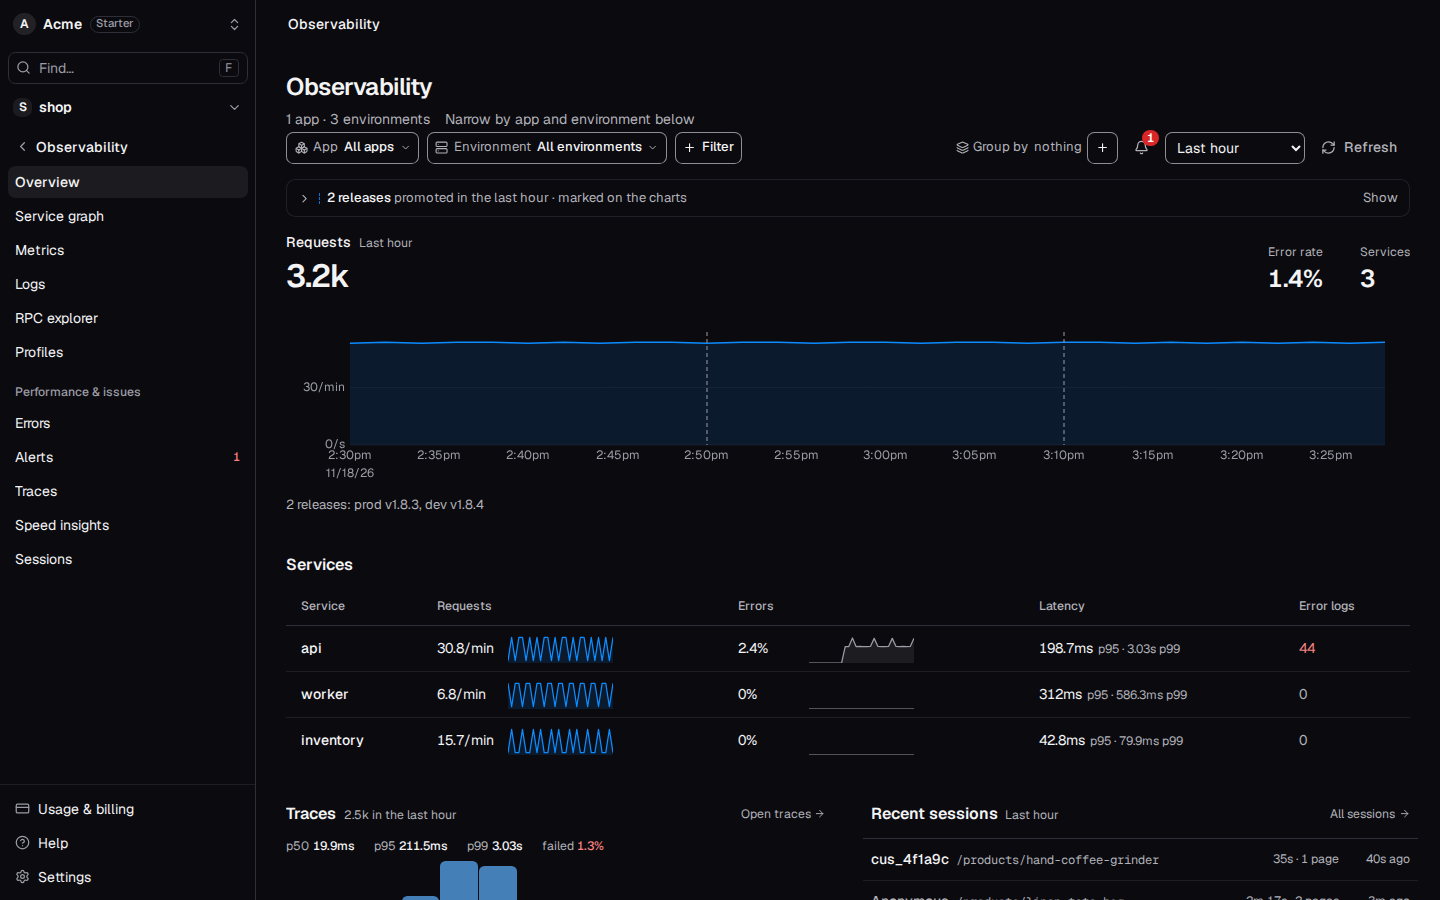 A Acme Starter
Find... F
S shop
Observability
Overview
Service graph
Metrics
Logs
RPC explorer
Profiles
Performance & issues
Errors
Alerts 1
Traces
Speed insights
Sessions
Usage & billing
Help
Settings
Observability
Observability
1 app · 3 environments Narrow by app and environment below
App All apps Environment All environments + Filter Group by nothing + 1 Last hour Refresh
2 releases promoted in the last hour · marked on the charts Show
Requests Last hour
3.2k
Error rate Services
1.4% 3
30/min
0/s
2:30pm 2:35pm 2:40pm 2:45pm 2:50pm 2:55pm 3:00pm 3:05pm 3:10pm 3:15pm 3:20pm 3:25pm
11/18/26
2 releases: prod v1.8.3, dev v1.8.4
Services
Service Requests Errors Latency Error logs
api 30.8/min 2.4% 198.7ms p95 · 3.03s p99 44
worker 6.8/min 0% 312ms p95 · 586.3ms p99 0
inventory 15.7/min 0% 42.8ms p95 · 79.9ms p99 0
Traces 2.5k in the last hour Open traces →
p50 19.9ms p95 211.5ms p99 3.03s failed 1.3%
Recent sessions Last hour All sessions →
cus_4f1a9c /products/hand-coffee-grinder 35s · 1 page 40s ago